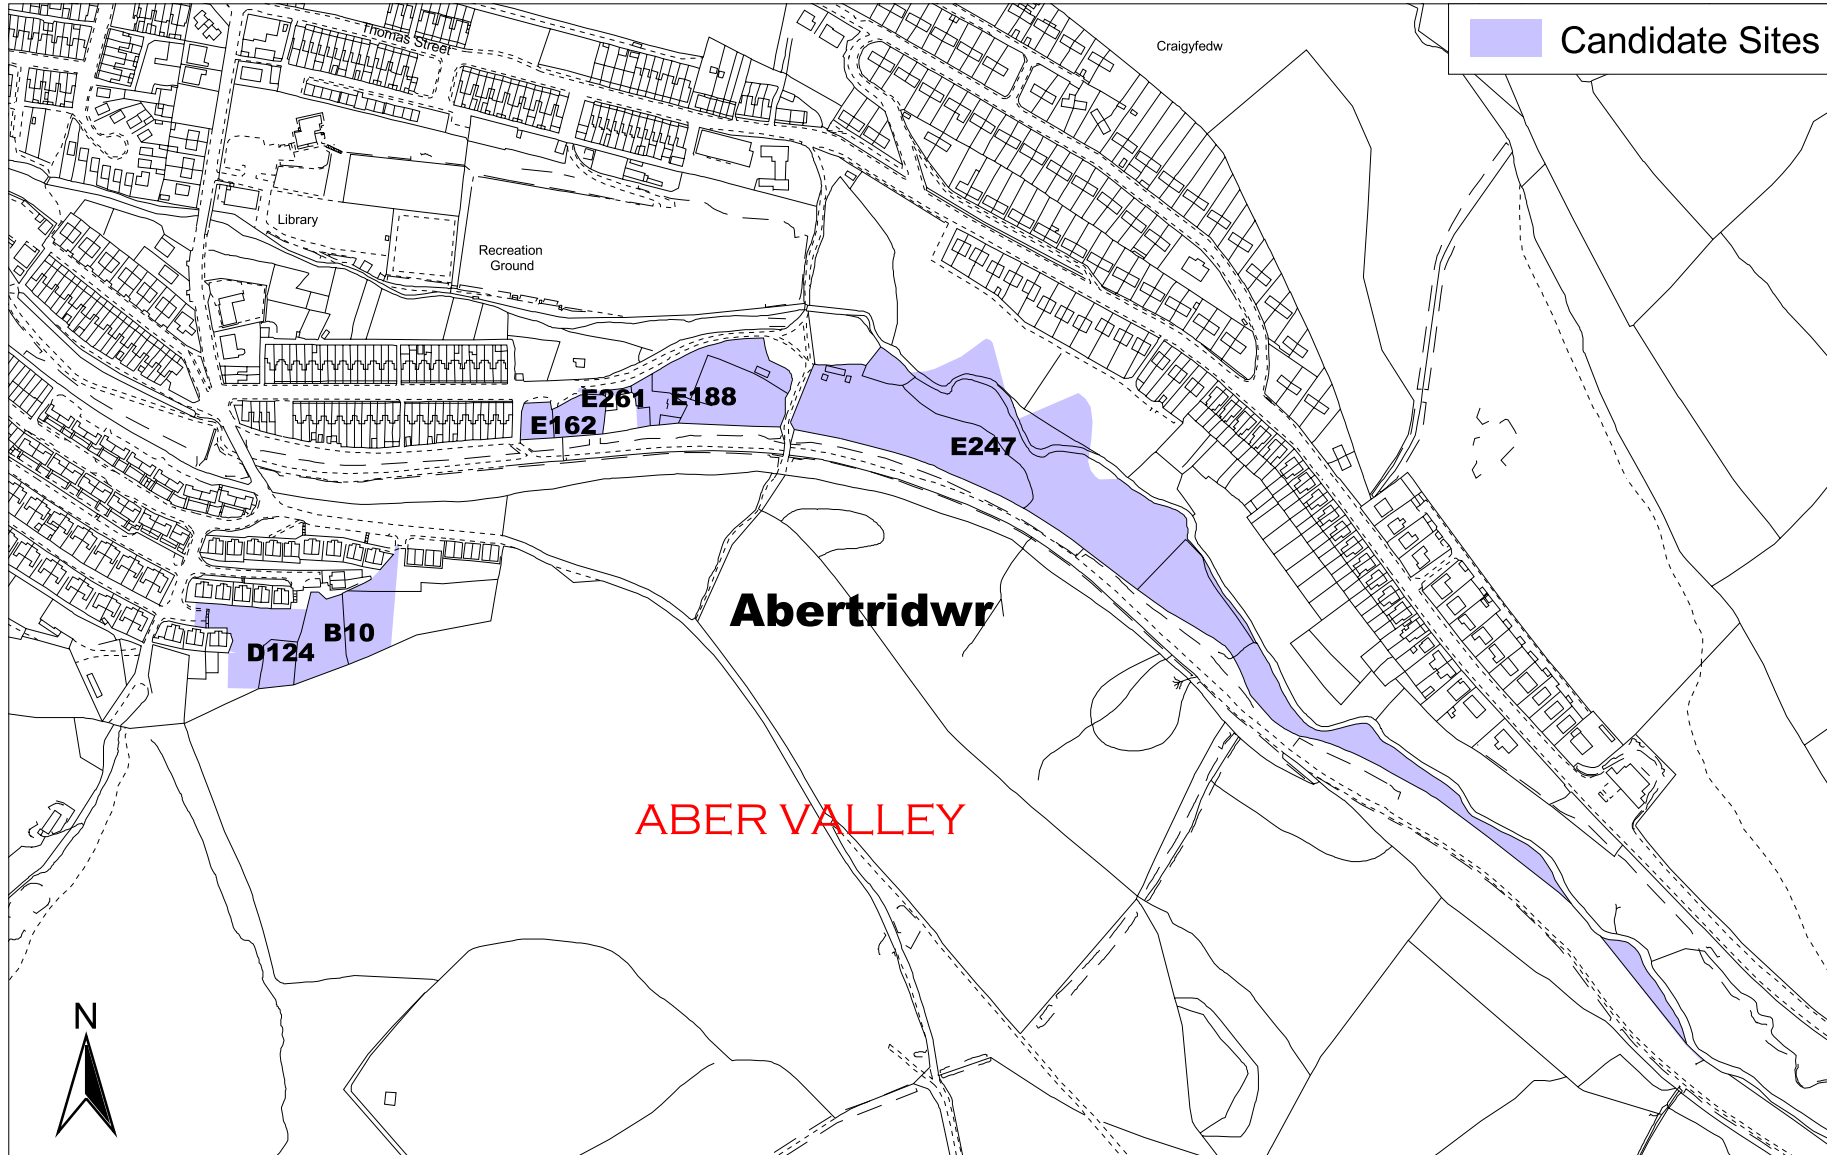 Thomas Street
Craigyfedw
Candidate Sites
Library
Recreation
Ground
E261
E188
E162
E247
Abertridwr
B10
D124
ABER VALLEY
N